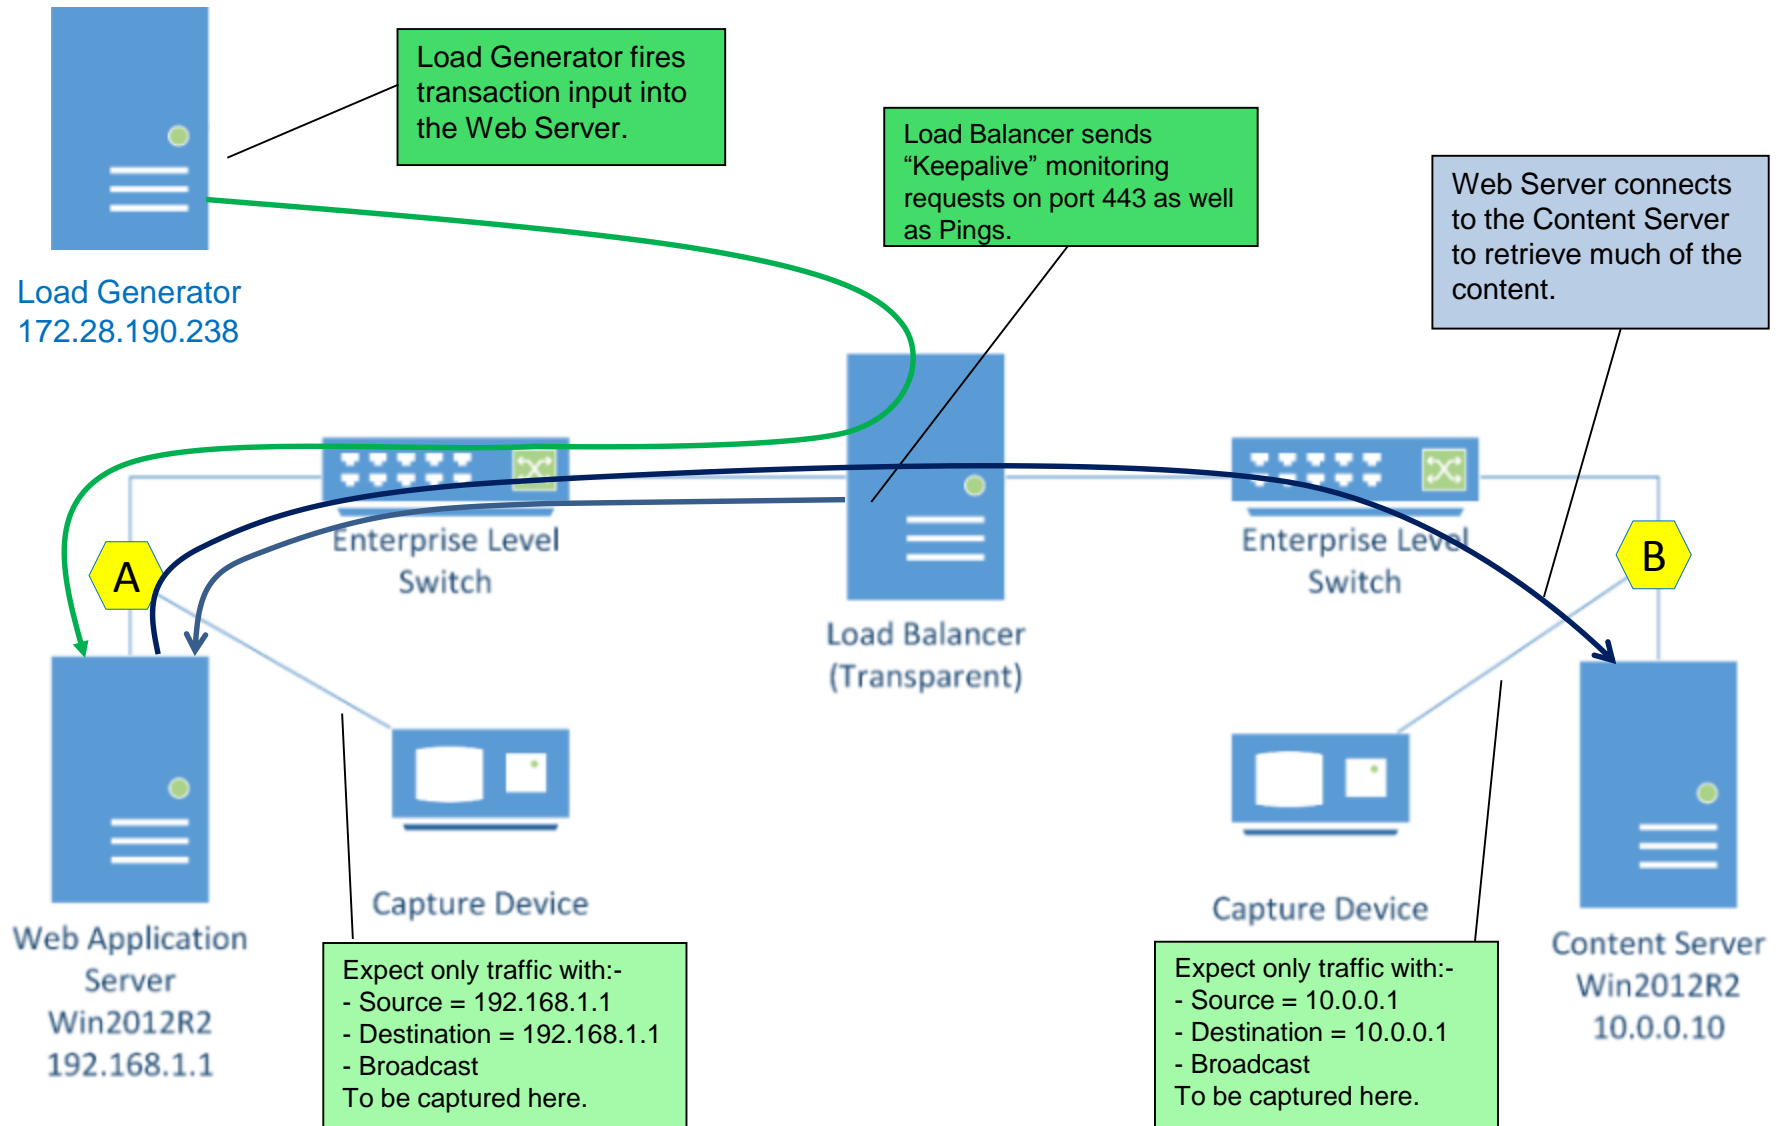 Load Generator fires
transaction input into
the Web Server.
Load Balancer sends
“Keepalive” monitoring
requests on port 443 as well
as Pings.
Web Server connects
to the Content Server
to retrieve much of the
content.
Load Generator
172.28.190.238
Enterprise Level
Switch
Enterprise Level
Switch
A
B
Load Balancer
(Transparent)
Capture Device
Capture Device
Web Application
Server
Win2012R2
192.168.1.1
Content Server
Win2012R2
10.0.0.10
Expect only traffic with:-
- Source = 192.168.1.1
- Destination = 192.168.1.1
- Broadcast
To be captured here.
Expect only traffic with:-
- Source = 10.0.0.1
- Destination = 10.0.0.1
- Broadcast
To be captured here.